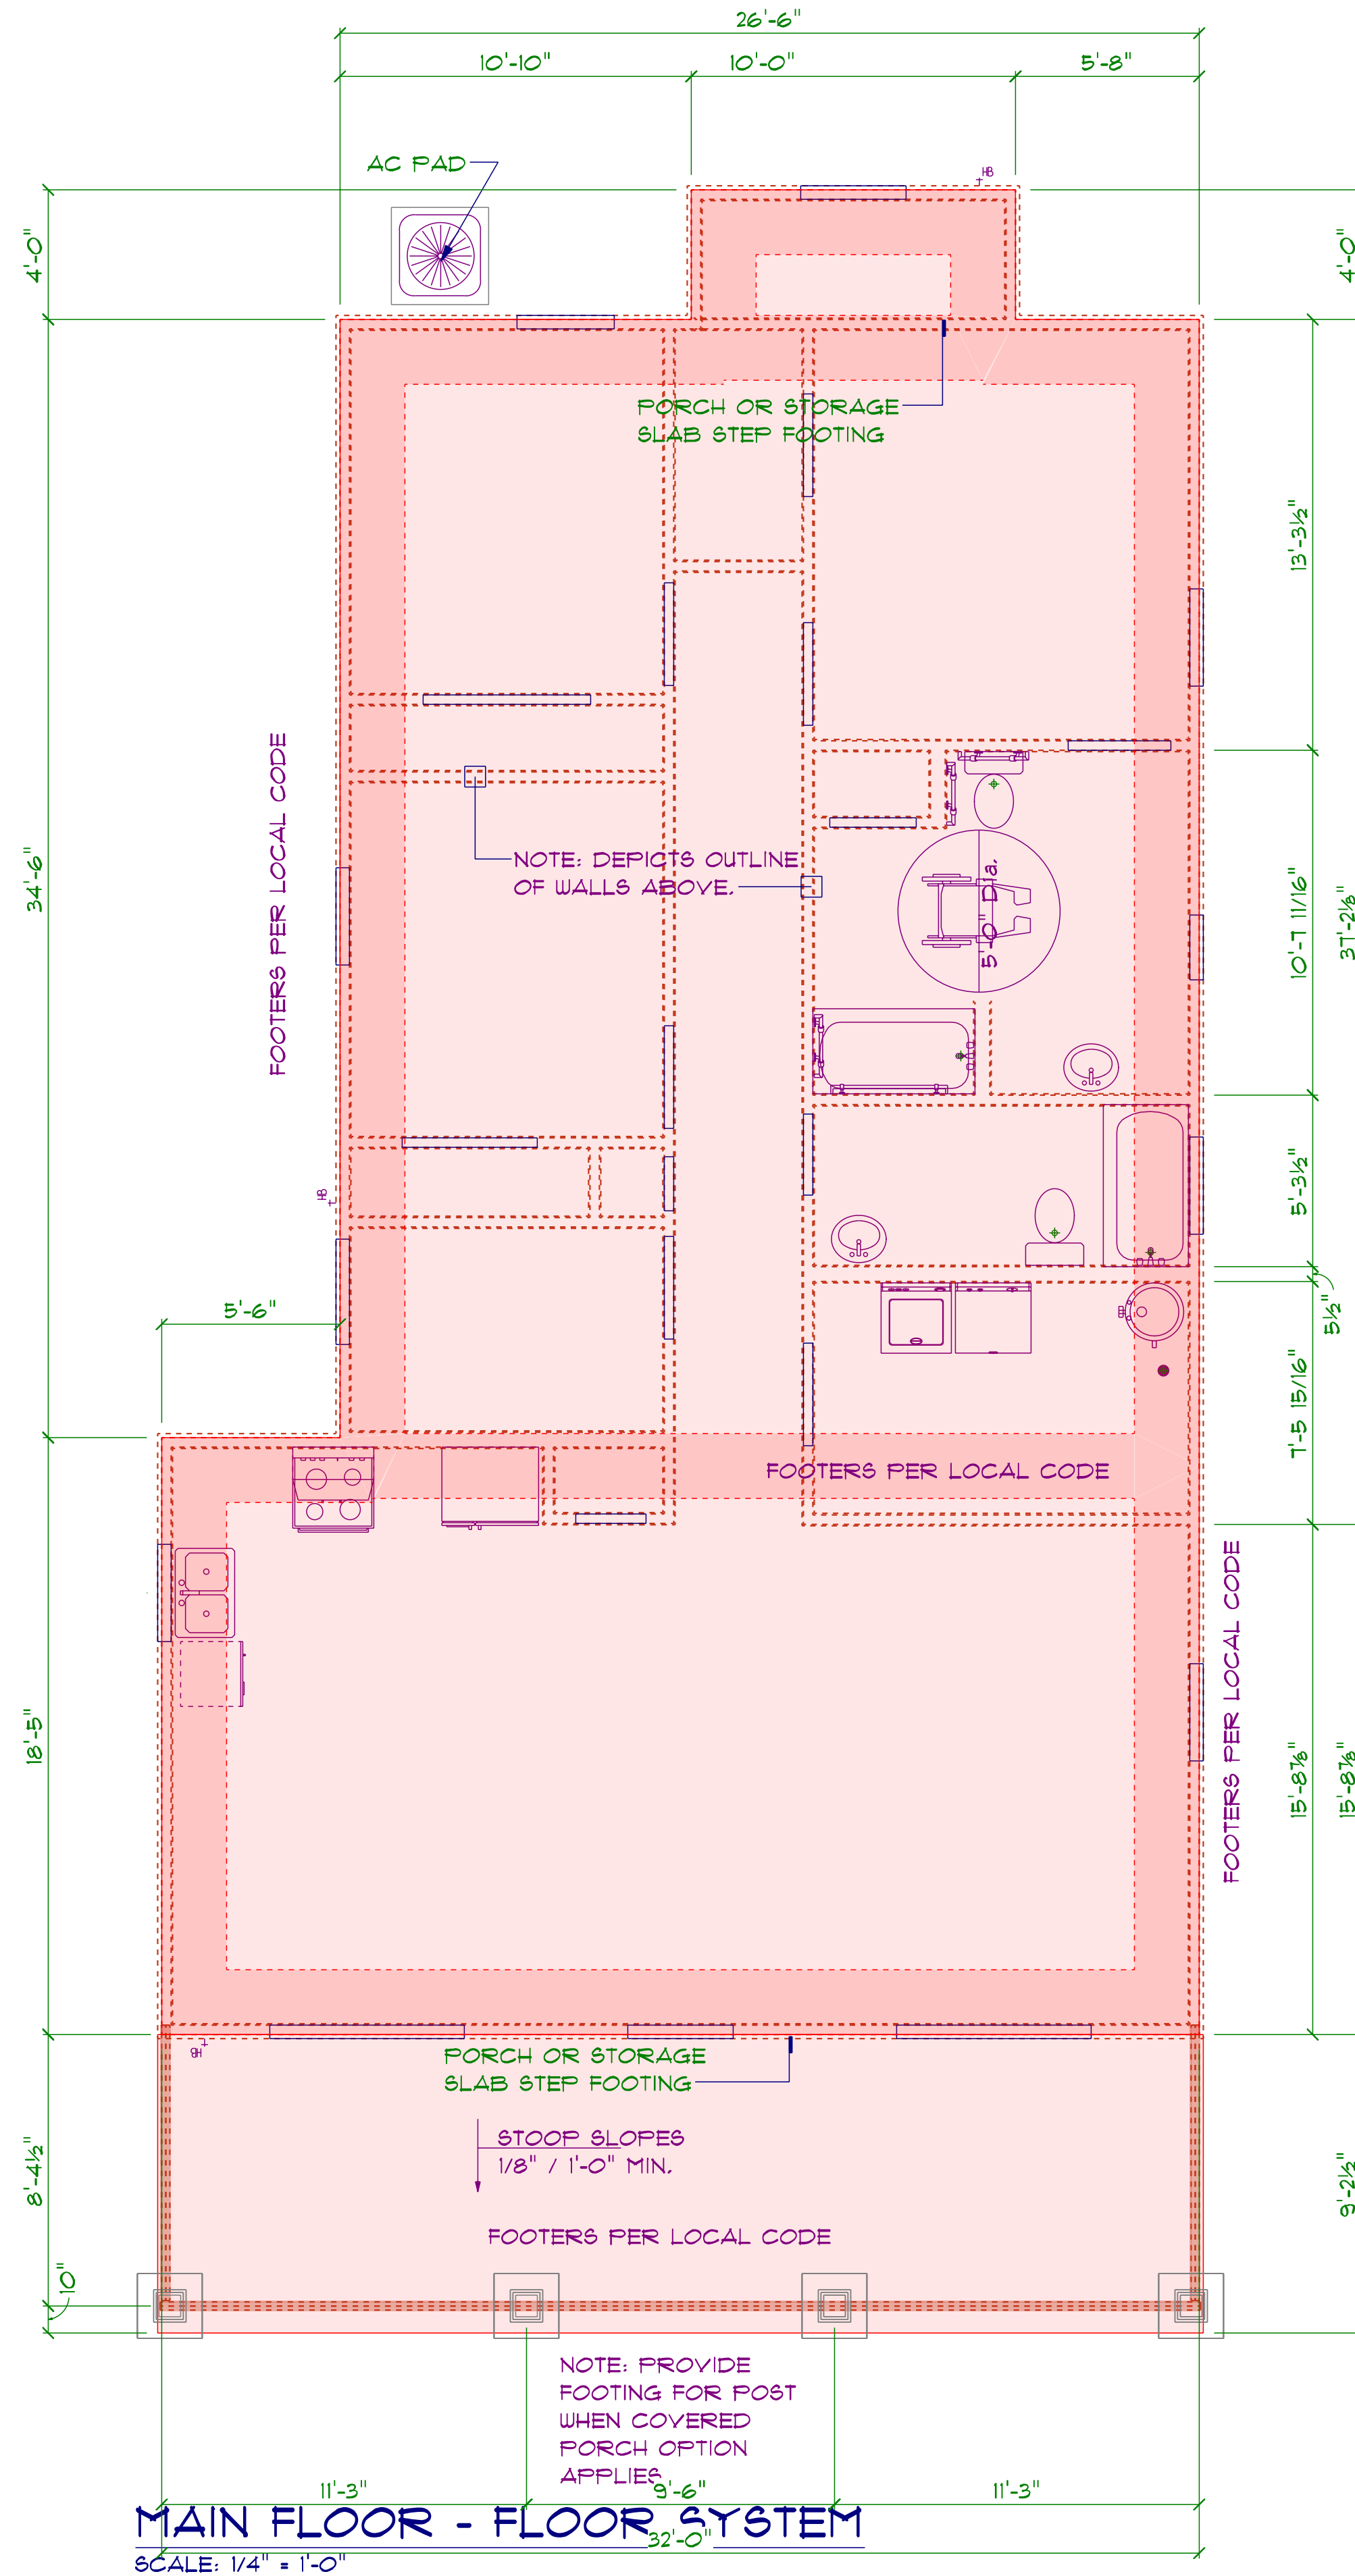 26'-6"
10'-10"
10'-0"
5'-8"
AC PAD
HB
4'-0"
4'-0"
PORCH OR STORAGE
SLAB STEP FOOTING
13'-3½"
FOOTERS PER LOCAL CODE
34'-6"
NOTE: DEPICTS OUTLINE
OF WALLS ABOVE.
5'-0" Dia.
10'-7 11/16"
37'-2⅛"
HB
5'-3½"
5'-6"
5½"
7'-5 15/16"
FOOTERS PER LOCAL CODE
FOOTERS PER LOCAL CODE
18'-5"
15'-8⅞"
15'-8⅞"
HB
PORCH OR STORAGE
SLAB STEP FOOTING
STOOP SLOPES
1/8" / 1'-0" MIN.
8'-4½"
9'-2½"
FOOTERS PER LOCAL CODE
10"
NOTE: PROVIDE
FOOTING FOR POST
WHEN COVERED
PORCH OPTION
APPLIES
11'-3"
9'-6"
11'-3"
MAIN FLOOR - FLOOR SYSTEM
32'-0"
SCALE: 1/4" = 1'-0"